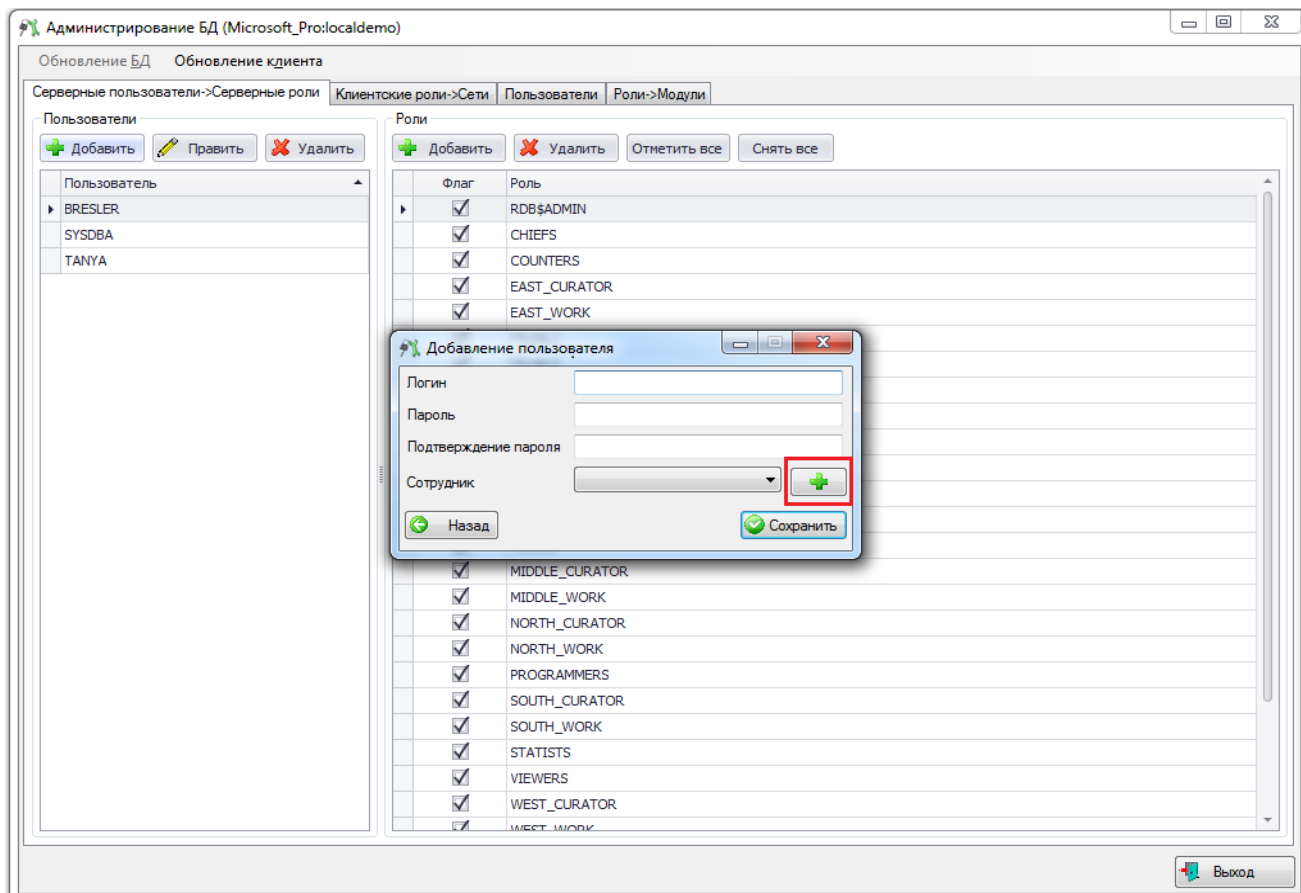 Администрирование БД (Microsoft_Pro:localdemo)
Обновление БД Обновление клиента
Серверные пользователи->Серверные роли Клиентские роли->Сети Пользователи Роли->Модули
Пользователи Роли
Добавить Править Удалить Добавить Удалить Отметить все Снять все
Пользователь Флаг Роль
BRESLER RDB$ADMIN
SYSDBA CHIEFS
TANYA COUNTERS
EAST_CURATOR
EAST_WORK
Добавление пользователя
Логин
Пароль
Подтверждение пароля
Сотрудник
Назад Сохранить
MIDDLE_CURATOR
MIDDLE_WORK
NORTH_CURATOR
NORTH_WORK
PROGRAMMERS
SOUTH_CURATOR
SOUTH_WORK
STATISTS
VIEWERS
WEST_CURATOR
WEST_WORK
Выход